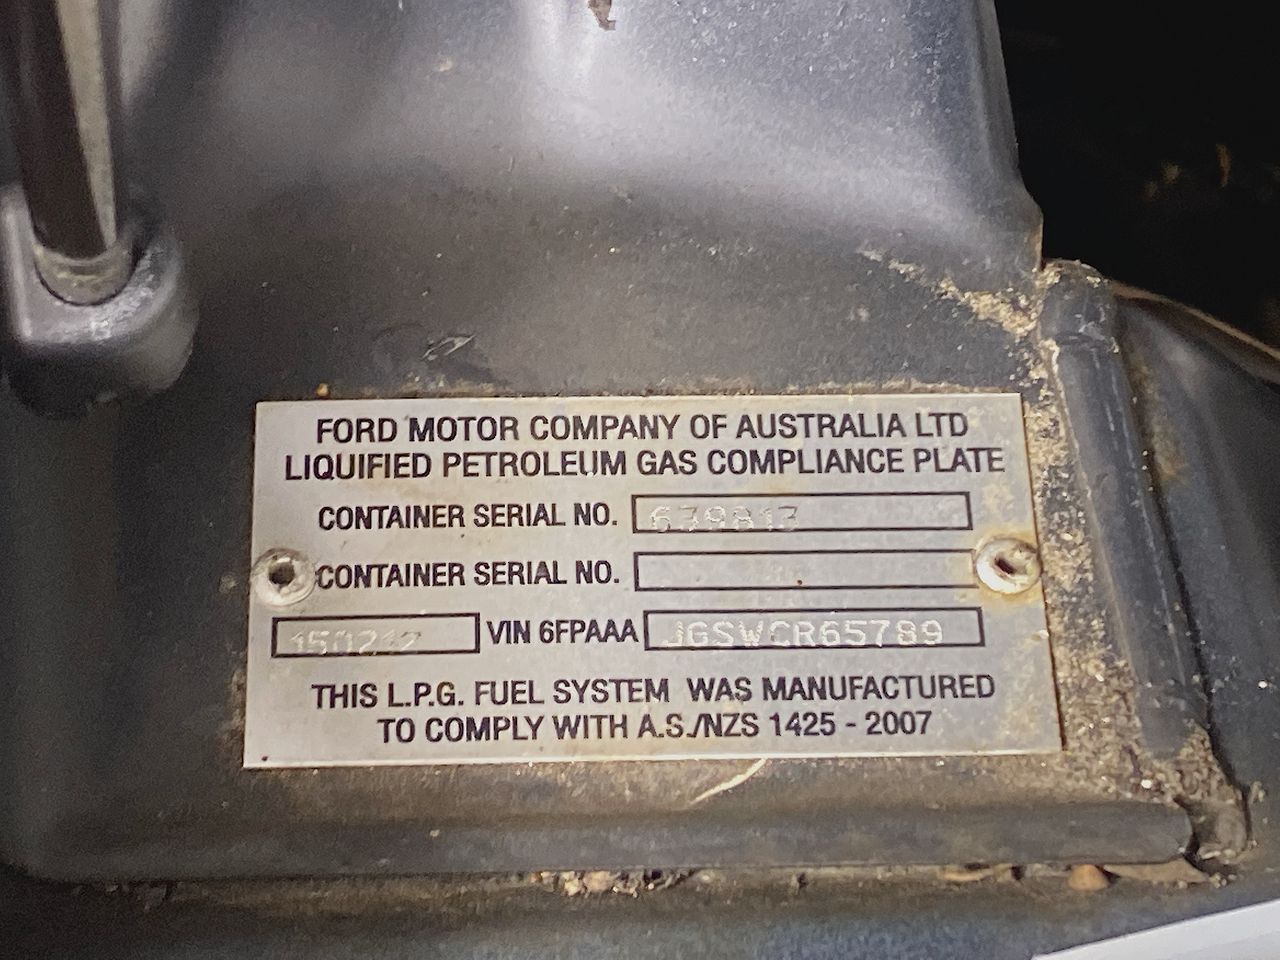 FORD MOTOR COMPANY OF AUSTRALIA LTD
LIQUIFIED PETROLEUM GAS COMPLIANCE PLATE
CONTAINER SERIAL NO. 639813
CONTAINER SERIAL NO.
150212 VIN 6FPAAA JGSWCR65789
THIS L.P.G. FUEL SYSTEM WAS MANUFACTURED
TO COMPLY WITH A.S./NZS 1425 - 2007